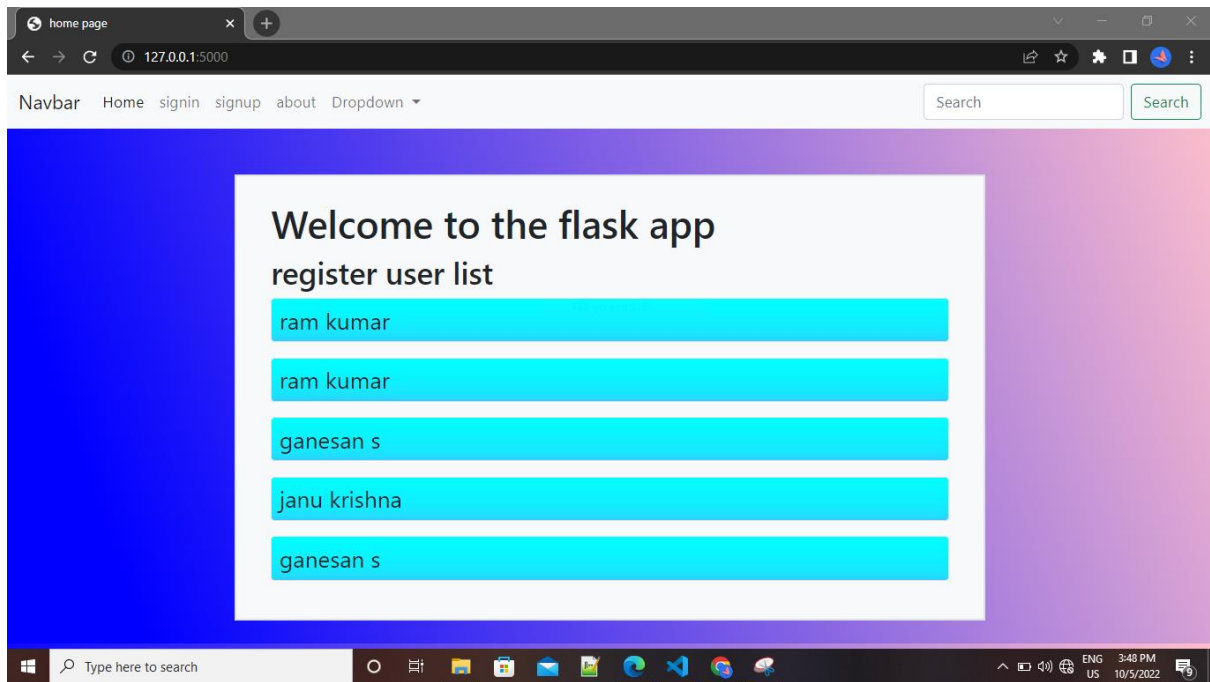 home page
127.0.0.1:5000
Navbar Home signin signup about Dropdown Search Search
Welcome to the flask app
register user list
ram kumar
ram kumar
ganesan s
janu krishna
ganesan s
Type here to search
ENG 3:48 PM
US 10/5/2022
9